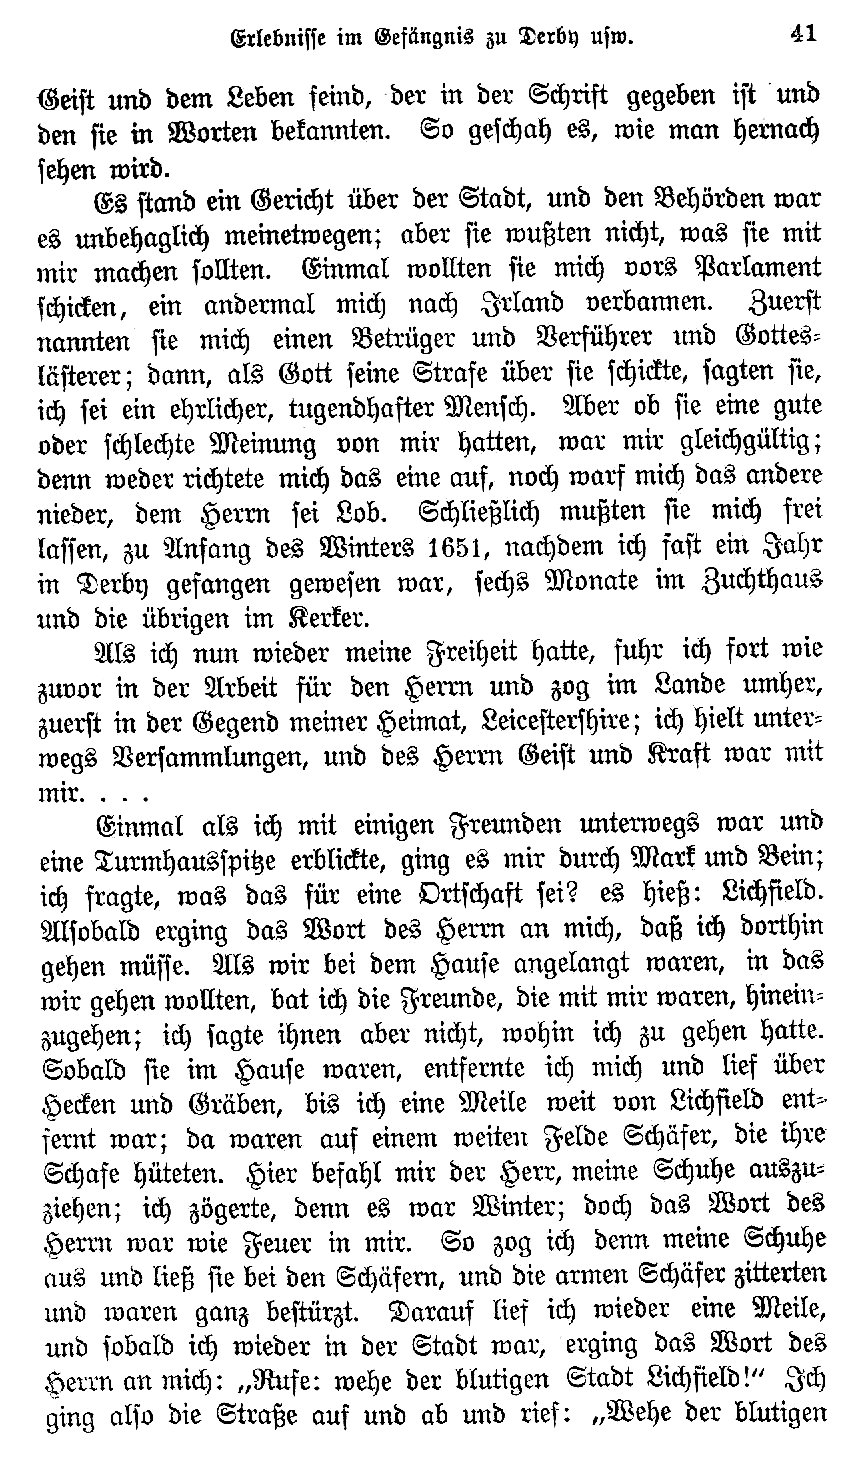 Erlebnisse im Gefängnis zu Derby usw. 41
Geist und dem Leben feind, der in der Schrift gegeben ist und
den sie in Worten bekannten. So geschah es, wie man hernach
sehen wird.
Es stand ein Gericht über der Stadt, und den Behörden war
es unbehaglich meinetwegen; aber sie wußten nicht, was sie mit
mir machen sollten. Einmal wollten sie mich vors Parlament
schicken, ein andermal mich nach Irland verbannen. Zuerst
nannten sie mich einen Betrüger und Verführer und Gottes-
lästerer; dann, als Gott seine Strafe über sie schickte, sagten sie,
ich sei ein ehrlicher, tugendhafter Mensch. Aber ob sie eine gute
oder schlechte Meinung von mir hatten, war mir gleichgültig;
denn weder richtete mich das eine auf, noch warf mich das andere
nieder, dem Herrn sei Lob. Schließlich mußten sie mich frei
lassen, zu Anfang des Winters 1651, nachdem ich fast ein Jahr
in Derby gefangen gewesen war, sechs Monate im Zuchthaus
und die übrigen im Kerker.
Als ich nun wieder meine Freiheit hatte, fuhr ich fort wie
zuvor in der Arbeit für den Herrn und zog im Lande umher,
zuerst in der Gegend meiner Heimat, Leicestershire; ich hielt unter-
wegs Versammlungen, und des Herrn Geist und Kraft war mit
mir. . . .
Einmal als ich mit einigen Freunden unterwegs war und
eine Turmhausspitze erblickte, ging es mir durch Mark und Bein;
ich fragte, was das für eine Ortschaft sei? es hieß: Lichfield.
Alsobald erging das Wort des Herrn an mich, daß ich dorthin
gehen müsse. Als wir bei dem Hause angelangt waren, in das
wir gehen wollten, bat ich die Freunde, die mit mir waren, hinein-
zugehen; ich sagte ihnen aber nicht, wohin ich zu gehen hatte.
Sobald sie im Hause waren, entfernte ich mich und lief über
Hecken und Gräben, bis ich eine Meile weit von Lichfield ent-
fernt war; da waren auf einem weiten Felde Schäfer, die ihre
Schafe hüteten. Hier befahl mir der Herr, meine Schuhe auszu-
ziehen; ich zögerte, denn es war Winter; doch das Wort des
Herrn war wie Feuer in mir. So zog ich denn meine Schuhe
aus und ließ sie bei den Schäfern, und die armen Schäfer zitterten
und waren ganz bestürzt. Darauf lief ich wieder eine Meile,
und sobald ich wieder in der Stadt war, erging das Wort des
Herrn an mich: „Rufe: wehe der blutigen Stadt Lichfield!“ Ich
ging also die Straße auf und ab und rief: „Wehe der blutigen